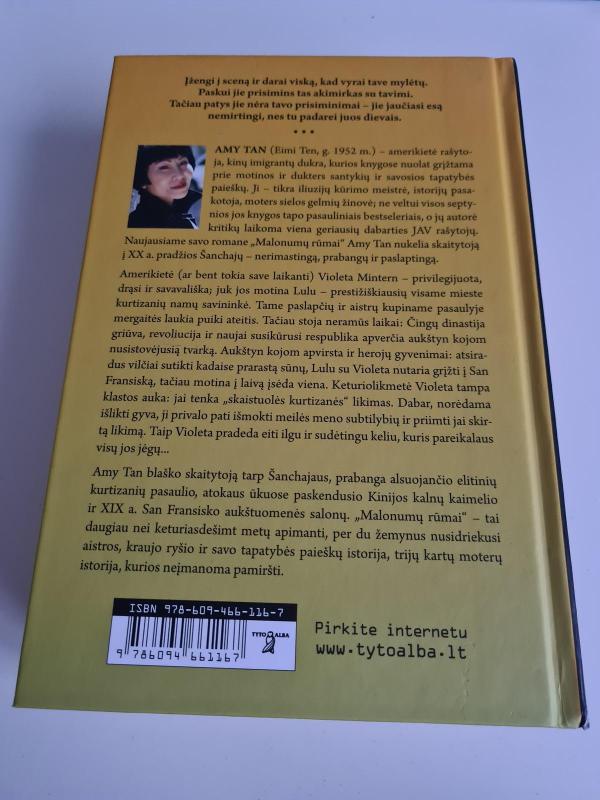 Įžengi į sceną ir darai viską, kad vyrai tave mylėtų.
Paskui jie prisimins tas akimirkas su tavimi.
Tačiau patys jie nėra tavo prisiminimai – jie jaučiasi esą
nemirtingi, nes tu padarei juos dievais.
AMY TAN (Eimi Ten, g. 1952 m.) – amerikietė rašyto-
ja, kinų imigrantų dukra, kurios knygose nuolat grįžtama
prie motinos ir dukters santykių ir savosios tapatybės
paieškų. Ji – tikra iliuzijų kūrimo meistrė, istorijų pasa-
kotoja, moters sielos gelmių žinovė; ne veltui visos septy-
nios jos knygos tapo pasauliniais bestseleriais, o jų autorė
kritikų laikoma viena geriausių dabarties JAV rašytojų.
Naujausiame savo romane „Malonumų rūmai“ Amy Tan nukelia skaitytoją
į XX a. pradžios Šanchajų – nerimastingą, prabangų ir paslaptingą.
Amerikietė (ar bent tokia save laikanti) Violeta Mintern – privilegijuota,
drąsi ir savavališka; juk jos motina Lulu – prestižiškiausių visame mieste
kurtizanių namų savininkė. Tame paslapčių ir aistrų kupiname pasaulyje
mergaitės laukia puiki ateitis. Tačiau stoja neramūs laikai: Čingų dinastija
griūva, revoliucija ir naujai susikūrusi respublika apverčia aukštyn kojom
nusistovėjusią tvarką. Aukštyn kojom apvirsta ir herojų gyvenimai: atsira-
dus vilčiai sutikti kadaise prarastą sūnų, Lulu su Violeta nutaria grįžti į San
Fransiską, tačiau motina į laivą įsėda viena. Keturiolikmetė Violeta tampa
klastos auka: jai tenka „skaistuolės kurtizanės“ likimas. Dabar, norėdama
išlikti gyva, ji privalo pati išmokti meilės meno subtilybių ir priimti jai skir-
tą likimą. Taip Violeta pradeda eiti ilgu ir sudėtingu keliu, kuris pareikalaus
visų jos jėgų...
Amy Tan blaško skaitytoją tarp Šanchajaus, prabanga alsuojančio elitinių
kurtizanių pasaulio, atokaus ūkuose paskendusio Kinijos kalnų kaimelio
ir XIX a. San Fransisko aukštuomenės salonų. „Malonumų rūmai“ – tai
daugiau nei keturiasdešimt metų apimanti, per du žemynus nusidriekusi
aistros, kraujo ryšio ir savo tapatybės paieškų istorija, trijų kartų moterų
istorija, kurios neįmanoma pamiršti.
ISBN 978-609-466-116-7
TYTO ALBA
9 786094 661167
Pirkite internetu
www.tytoalba.lt